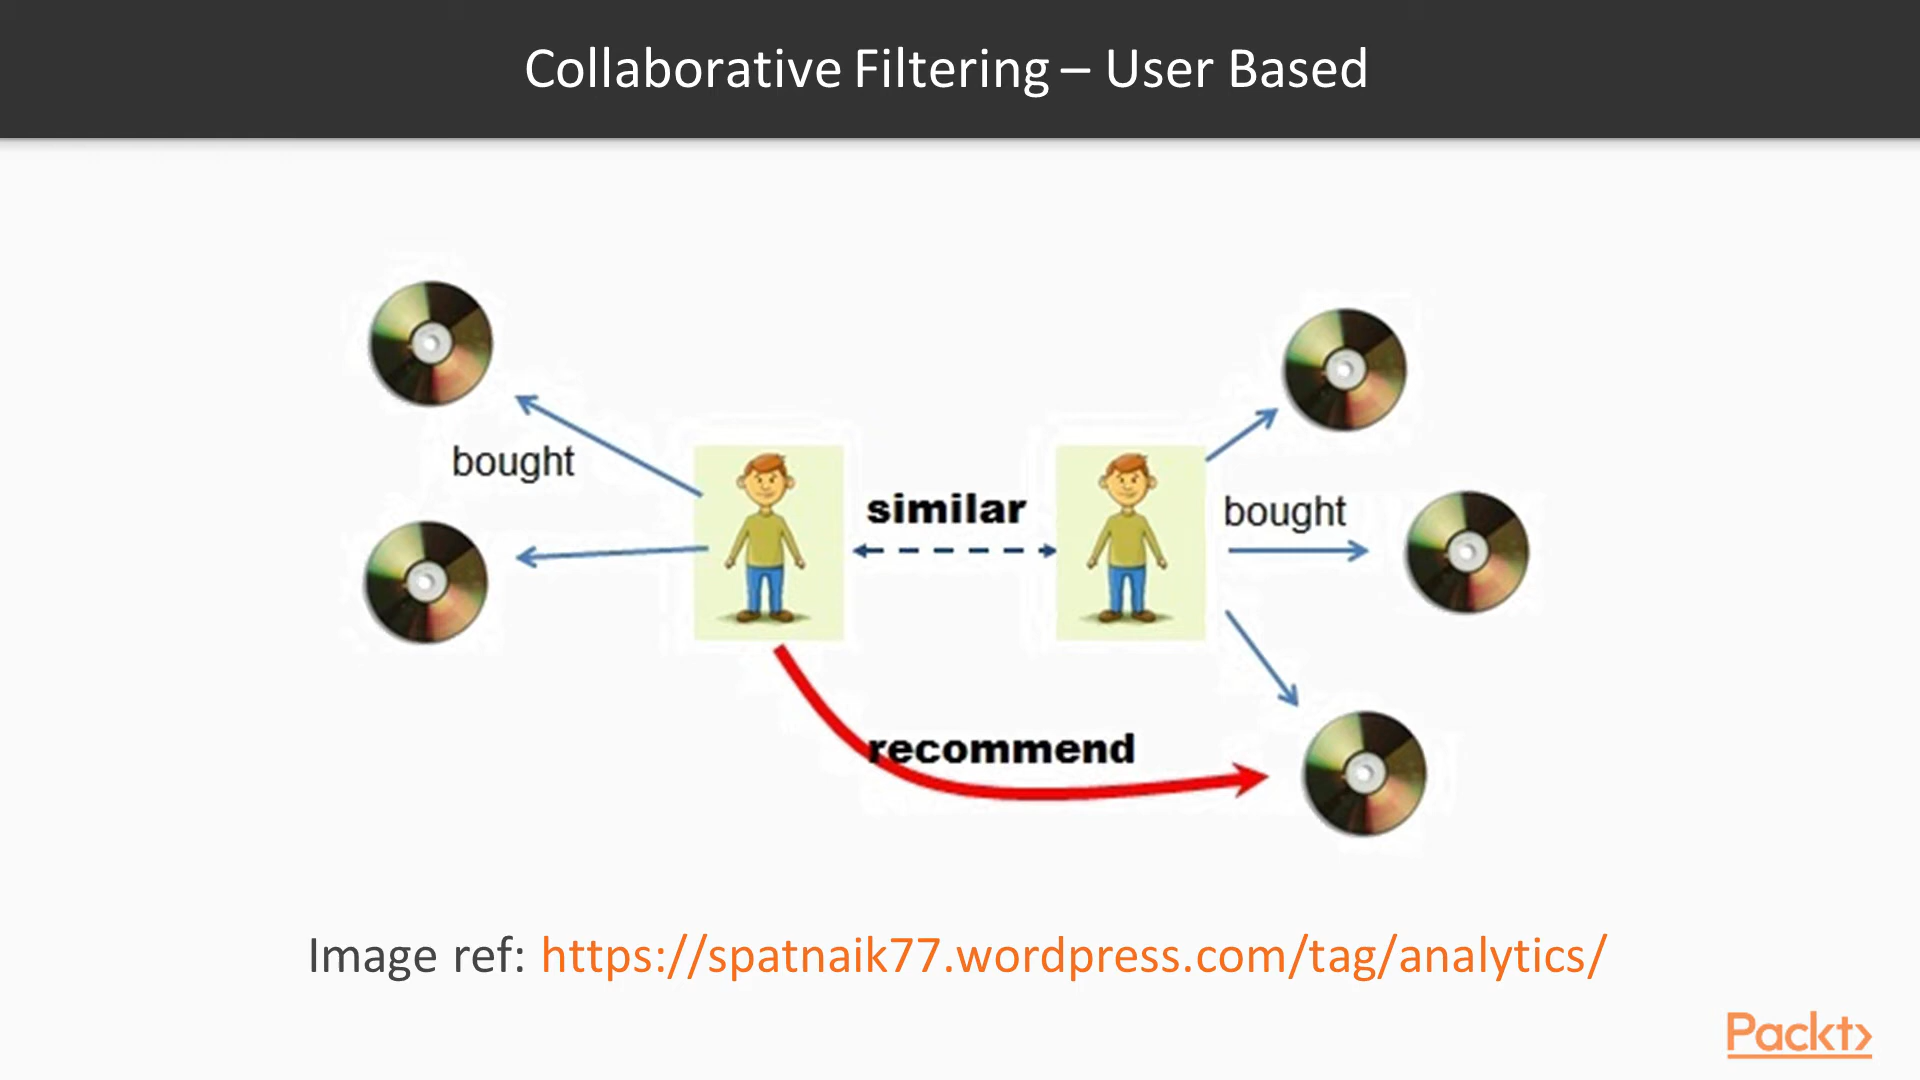 Collaborative Filtering – User Based
bought
similar
bought
recommend
Image ref: https://spatnaik77.wordpress.com/tag/analytics/
Packt>